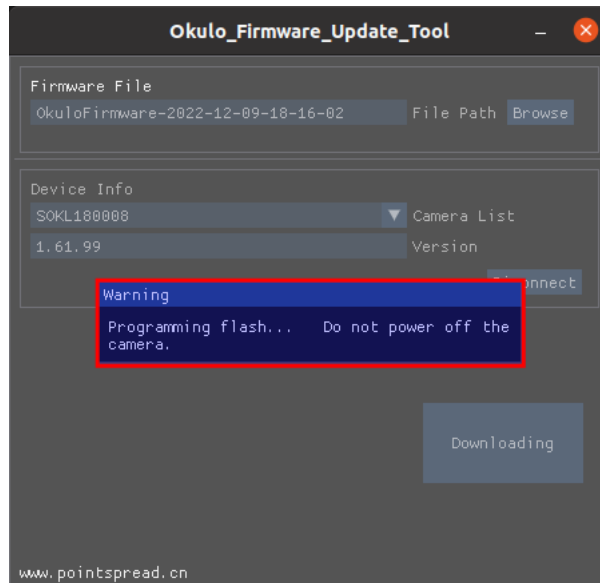 Okulo_Firmware_Update_Tool
Firmware File
OkuloFirmware-2022-12-09-18-16-02 File Path Browse
Device Info
SOKL180008 Camera List
1.61.99 Version
Warning
Programming flash... Do not power off the
camera.
Downloading
www.pointspread.cn